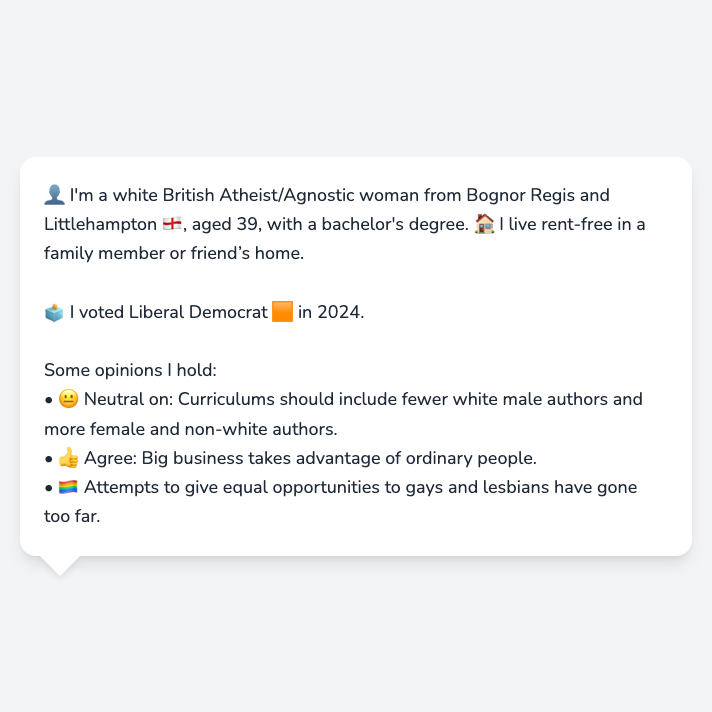 👤 I'm a white British Atheist/Agnostic woman from Bognor Regis and
Littlehampton 🏴󠁧󠁢󠁥󠁮󠁧󠁿, aged 39, with a bachelor's degree. 🏠 I live rent-free in a
family member or friend’s home.
🗳️ I voted Liberal Democrat 🟧 in 2024.
Some opinions I hold:
• 😐 Neutral on: Curriculums should include fewer white male authors and
more female and non-white authors.
• 👍 Agree: Big business takes advantage of ordinary people.
• 🏳️‍🌈 Attempts to give equal opportunities to gays and lesbians have gone
too far.